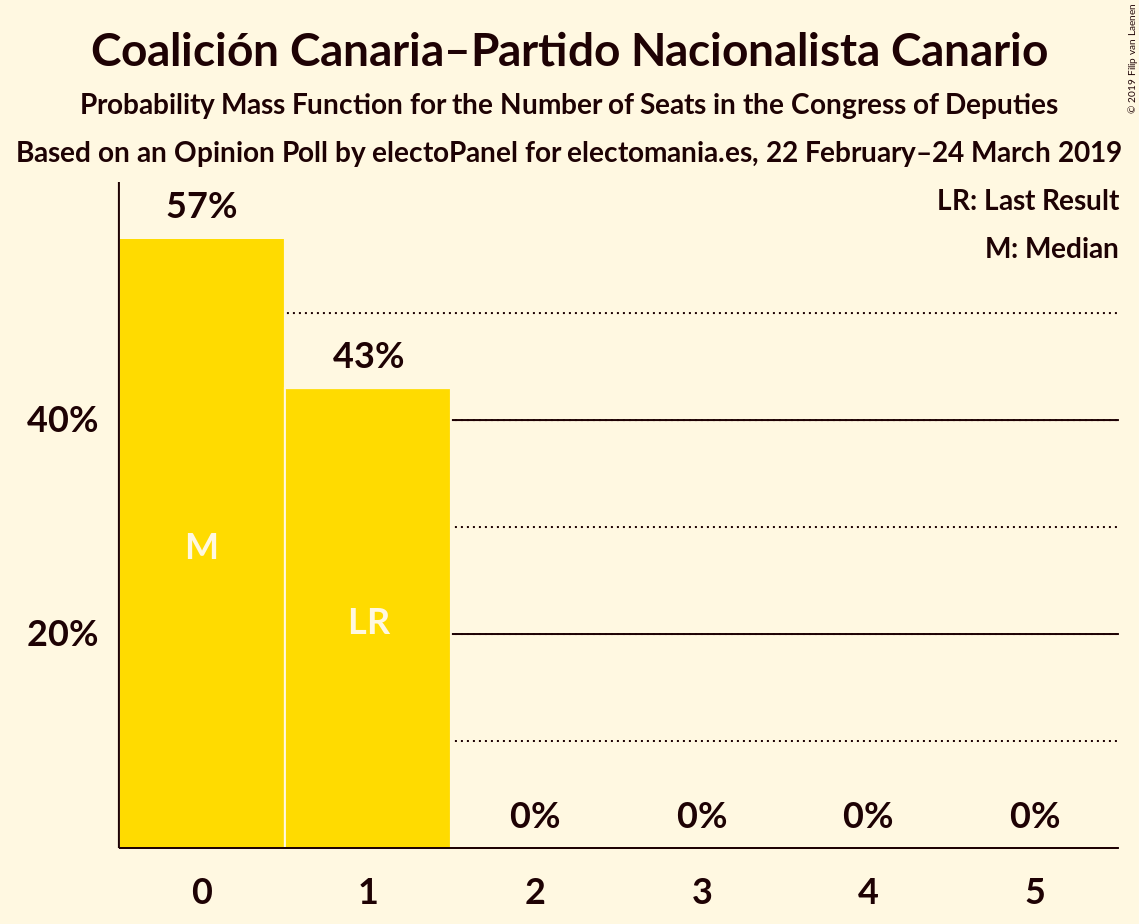 Coalición Canaria–Partido Nacionalista Canario
Probability Mass Function for the Number of Seats in the Congress of Deputies
Based on an Opinion Poll by electoPanel for electomania.es, 22 February–24 March 2019
© 2019 Filip van Laenen
LR: Last Result
M: Median
57%
43%
40%
M
LR
20%
0% 0% 0% 0%
0 1 2 3 4 5